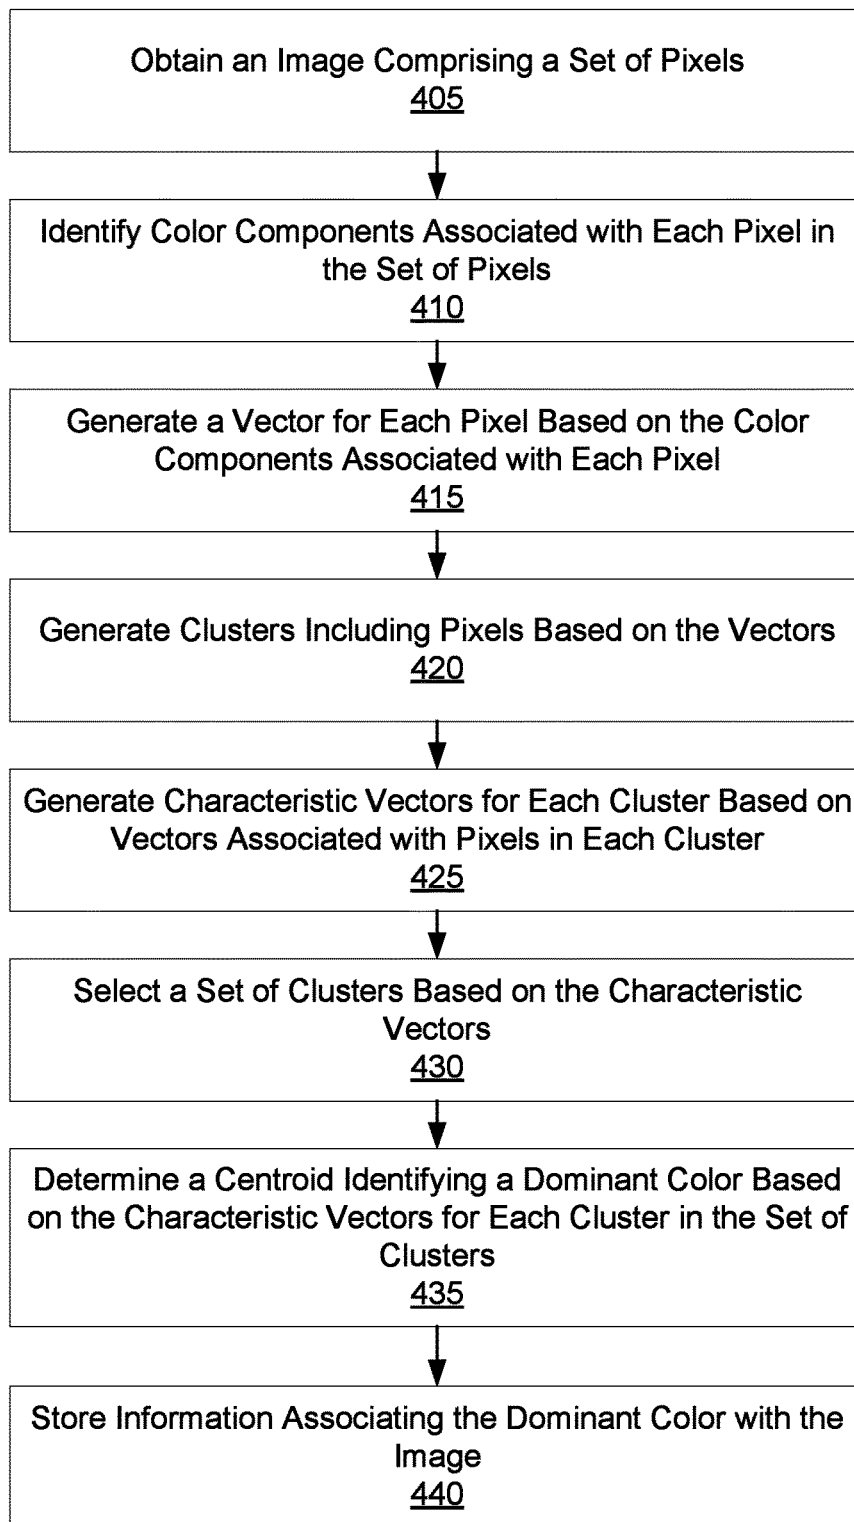 Obtain an Image Comprising a Set of Pixels
405
Identify Color Components Associated with Each Pixel in
the Set of Pixels
410
Generate a Vector for Each Pixel Based on the Color
Components Associated with Each Pixel
415
Generate Clusters Including Pixels Based on the Vectors
420
Generate Characteristic Vectors for Each Cluster Based on
Vectors Associated with Pixels in Each Cluster
425
Select a Set of Clusters Based on the Characteristic
Vectors
430
Determine a Centroid Identifying a Dominant Color Based
on the Characteristic Vectors for Each Cluster in the Set of
Clusters
435
Store Information Associating the Dominant Color with the
Image
440